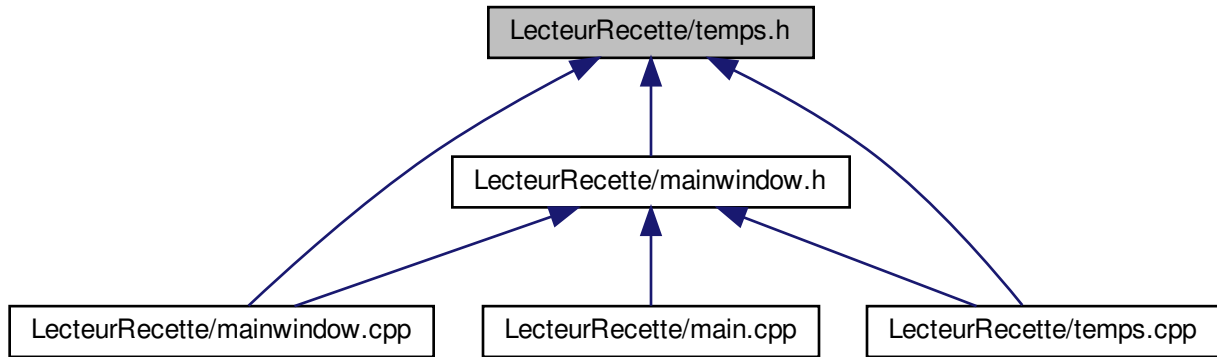 LecteurRecette/temps.h
LecteurRecette/mainwindow.h
LecteurRecette/mainwindow.cpp
LecteurRecette/main.cpp
LecteurRecette/temps.cpp